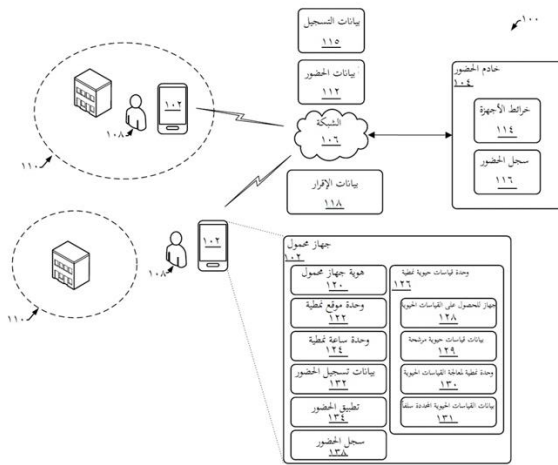 ١٠٠
بيانات التسجيل
١١٥
بيانات الحضور
١١٢
الشبكة
١٠٦
بيانات الإقرار
١١٨
خادم الحضور
١٠٤
خرائط الأجهزة
١١٤
سجل الحضور
١١٦
١٠٢
١٠٨
١١٠
١٠٢
١٠٨
١١٠
جهاز محمول
١٠٢
هوية جهاز محمول
١٢٠
وحدة موقع نمطية
١٢٢
وحدة ساعة نمطية
١٢٤
بيانات تسجيل الحضور
١٣٢
تطبيق الحضور
١٣٤
سجل الحضور
١٣٨
وحدة قياسات حيوية نمطية
١٢٦
جهاز للحصول على القياسات الحيوية
١٢٨
بيانات قياسات حيوية مرشحة
١٢٩
وحدة نمطية لمعالجة القياسات الحيوية
١٣٠
بيانات القياسات الحيوية المحددة سلفاً
١٣١